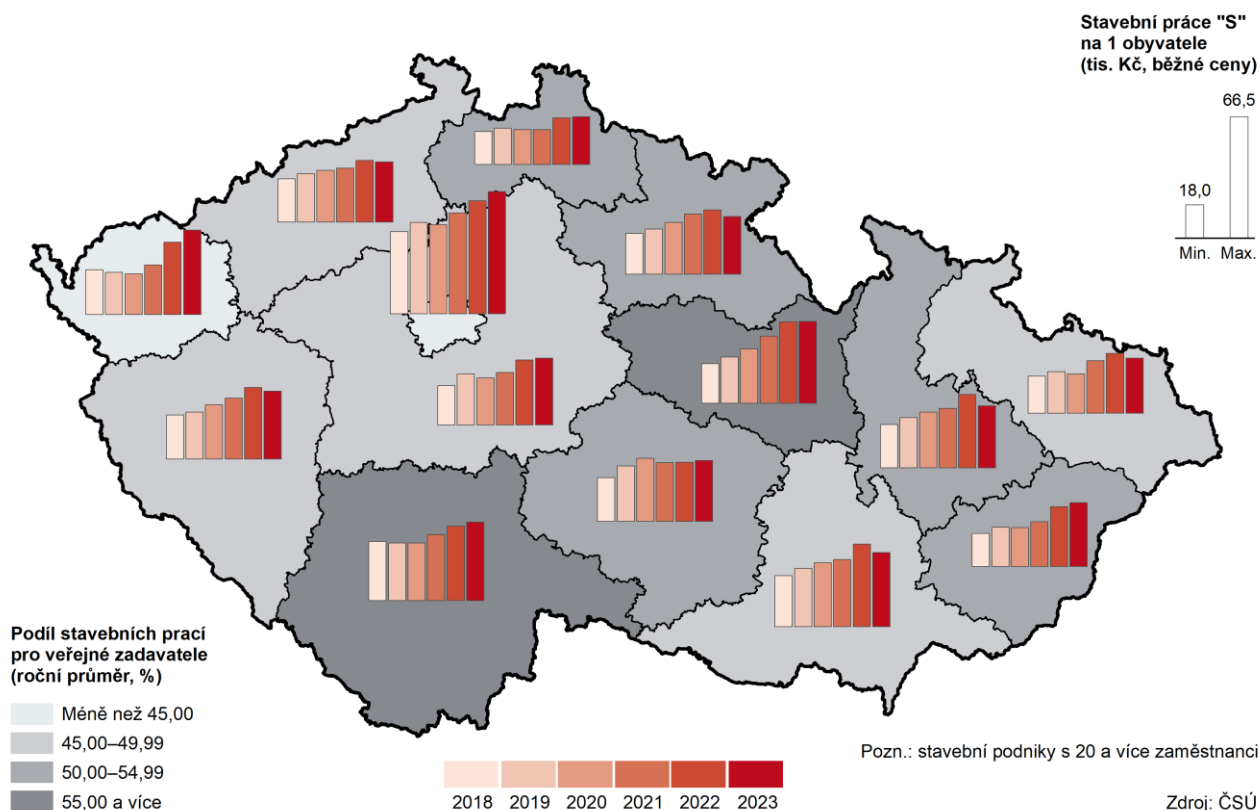 Stavební práce "S"
na 1 obyvatele
(tis. Kč, běžné ceny)
66,5
18,0
Min. Max.
Podíl stavebních prací
pro veřejné zadavatele
(roční průměr, %)
Méně než 45,00
45,00–49,99
50,00–54,99
55,00 a více
2018 2019 2020 2021 2022 2023
Pozn.: stavební podniky s 20 a více zaměstnanci
Zdroj: ČSÚ